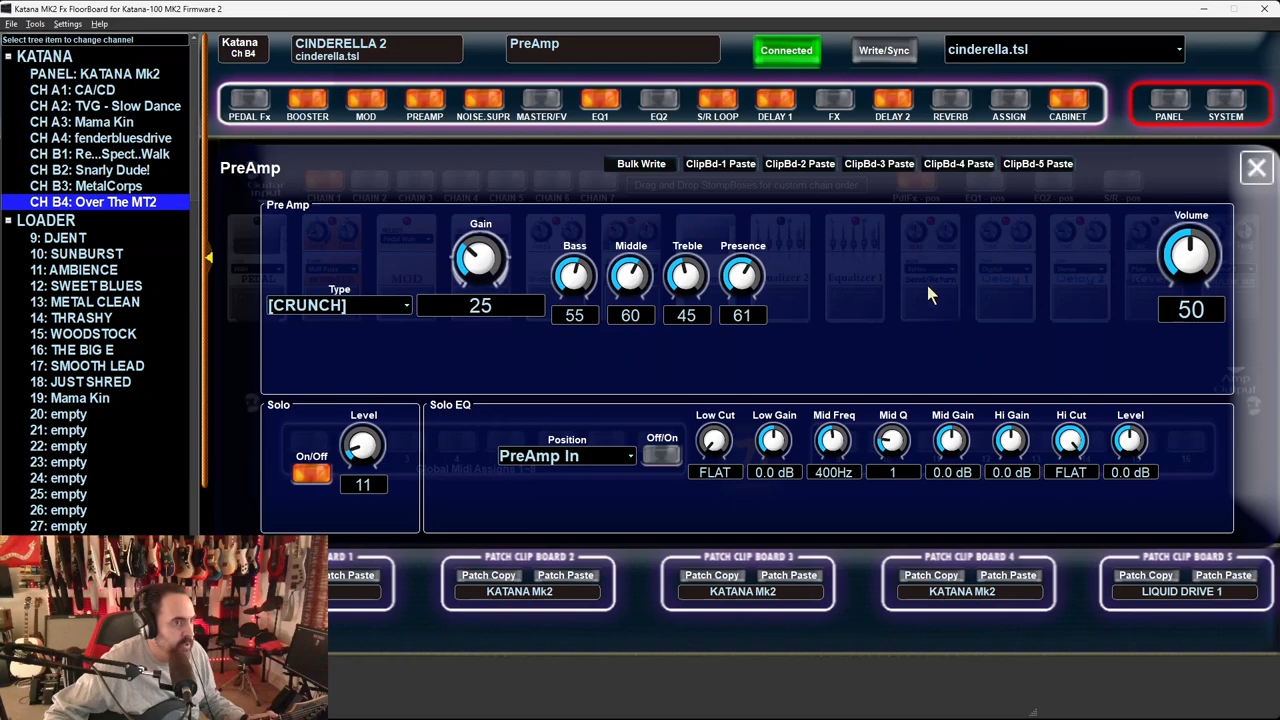 Katana MK2 Fx FloorBoard for Katana-100 MK2 Firmware 2
File Tools Settings Help
Select tree item to change channel
KATANA
PANEL: KATANA Mk2
CH A1: CA/CD
CH A2: TVG - Slow Dance
CH A3: Mama Kin
CH A4: fenderbluesdrive
CH B1: Re...Spect..Walk
CH B2: Snarly Dude!
CH B3: MetalCorps
CH B4: Over The MT2
LOADER
9: DJENT
10: SUNBURST
11: AMBIENCE
12: SWEET BLUES
13: METAL CLEAN
14: THRASHY
15: WOODSTOCK
16: THE BIG E
17: SMOOTH LEAD
18: JUST SHRED
19: Mama Kin
20: empty
21: empty
22: empty
23: empty
24: empty
25: empty
26: empty
27: empty
Katana
Ch B4
CINDERELLA 2
cinderella.tsl
PreAmp
Connected
Write/Sync
cinderella.tsl
PEDAL Fx BOOSTER MOD PREAMP NOISE.SUPR MASTER/FV EQ1 EQ2 S/R LOOP DELAY 1 FX DELAY 2 REVERB ASSIGN CABINET
PANEL SYSTEM
PreAmp
Bulk Write ClipBd-1 Paste ClipBd-2 Paste ClipBd-3 Paste ClipBd-4 Paste ClipBd-5 Paste
Drag and Drop StompBoxes for custom chain order
Pre Amp
Gain
Bass Middle Treble Presence
Volume
Type
[CRUNCH] 25
55 60 45 61
50
Solo
Level
On/Off
11
Solo EQ
Position
PreAmp In
Off/On
Low Cut Low Gain Mid Freq Mid Q Mid Gain Hi Gain Hi Cut Level
FLAT 0.0 dB 400Hz 1 0.0 dB 0.0 dB FLAT 0.0 dB
Global Midi Assigns 1~8
PATCH CLIP BOARD 2
Patch Copy Patch Paste
KATANA Mk2
PATCH CLIP BOARD 3
Patch Copy Patch Paste
KATANA Mk2
PATCH CLIP BOARD 4
Patch Copy Patch Paste
KATANA Mk2
PATCH CLIP BOARD 5
Patch Copy Patch Paste
LIQUID DRIVE 1